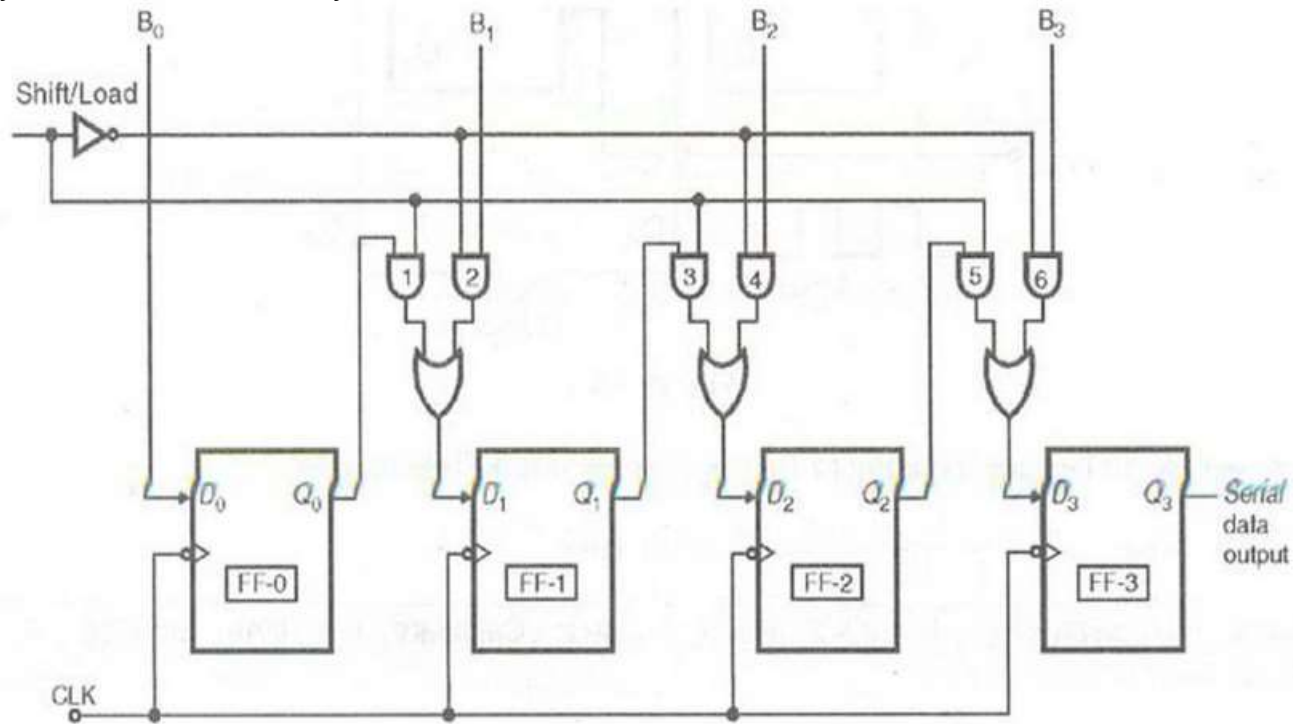 B₀ B₁ B₂ B₃
Shift/Load
1 2 3 4 5 6
D₀ Q₀ D₁ Q₁ D₂ Q₂ D₃ Q₃ Serial
data
output
FF-0 FF-1 FF-2 FF-3
CLK